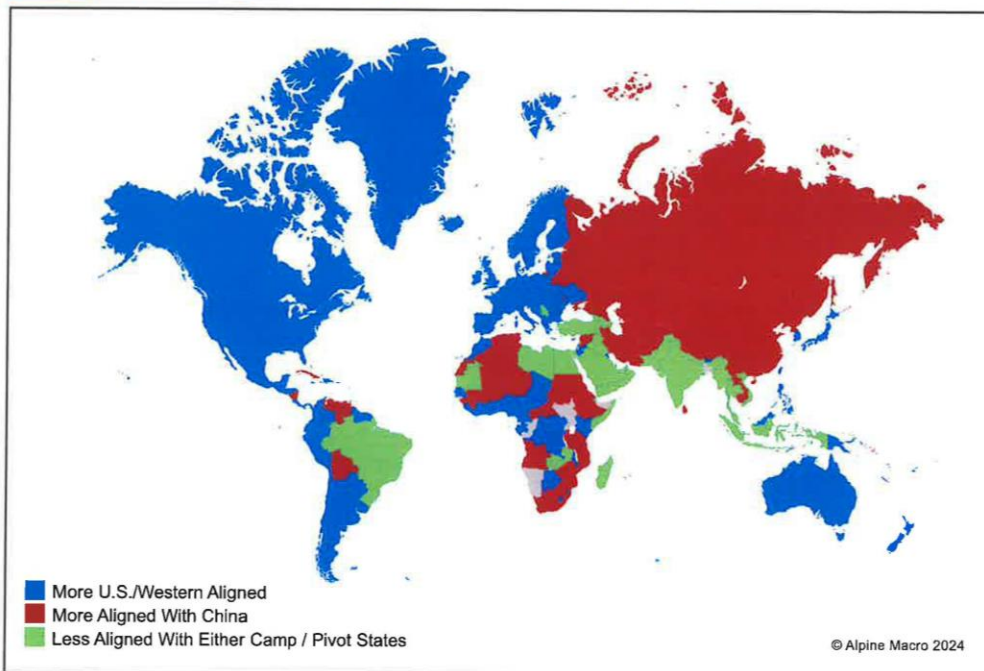 More U.S./Western Aligned
More Aligned With China
Less Aligned With Either Camp / Pivot States
© Alpine Macro 2024